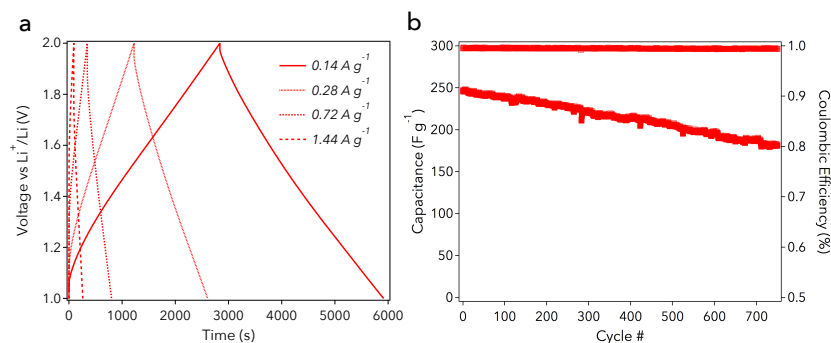 a
2.0
1.8
1.6
1.4
1.2
1.0
Voltage vs Li⁺/Li (V)
0.14 A g⁻¹
0.28 A g⁻¹
0.72 A g⁻¹
1.44 A g⁻¹
0 1000 2000 3000 4000 5000 6000
Time (s)
b
300
250
200
150
100
50
0
Capacitance (F g⁻¹)
1.0
0.9
0.8
0.7
0.6
0.5
Coulombic Efficiency (%)
0 100 200 300 400 500 600 700
Cycle #